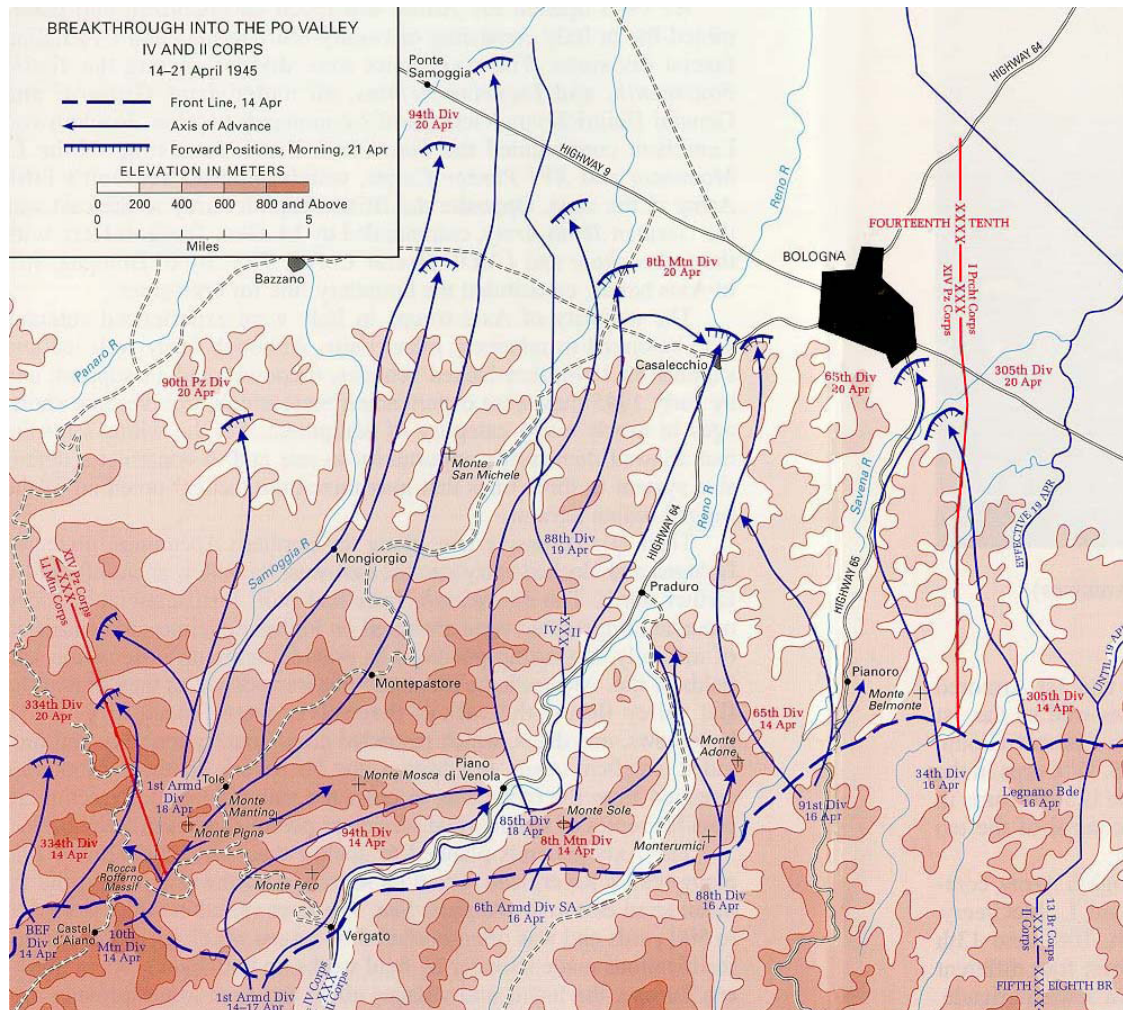 BREAKTHROUGH INTO THE PO VALLEY
IV AND II CORPS
14–21 April 1945
Front Line, 14 Apr
Axis of Advance
Forward Positions, Morning, 21 Apr
ELEVATION IN METERS
0 200 400 600 800 and Above
0 5
Miles
Ponte
Samoggia
94th Div
20 Apr
HIGHWAY 9
HIGHWAY 64
Reno R
FOURTEENTH XXXX TENTH
I Pracht Corps
XXX
XIV Pz Corps
BOLOGNA
8th Mtn Div
20 Apr
Bazzano
Panaro R
Casalecchio
90th Pz Div
20 Apr
65th Div
20 Apr
305th Div
20 Apr
Monte
San Michele
Savena R
Reno R
EFFECTIVE 19 APR
88th Div
19 Apr
HIGHWAY 64
Samoggia R
Mongiorgio
HIGHWAY 65
XIV Pz Corps
XXX
LI Mtn Corps
Praduro
IV XXX II
Montepastore
Pianoro
Monte
Belmonte
UNTIL 19 APR
334th Div
20 Apr
305th Div
14 Apr
65th Div
14 Apr
Monte
Adone
1st Armd
Div
18 Apr
Tole
Monte
Mantino
Monte Mosca
Piano
di Venola
34th Div
16 Apr
Legnano Bde
16 Apr
91st Div
16 Apr
Monte Pigna
94th Div
14 Apr
85th Div
18 Apr
Monte Sole
8th Mtn Div
14 Apr
Monterumici
334th Div
14 Apr
Rocca
Rofferno
Massif
Monte Pero
6th Armd Div SA
16 Apr
88th Div
16 Apr
BEF
Div
14 Apr
Castel
d'Aiano
10th
Mtn Div
14 Apr
Vergato
1st Armd Div
14–17 Apr
IV Corps
XXX
II Corps
13 Br Corps
XXX
II Corps
FIFTH XXXX EIGHTH BR